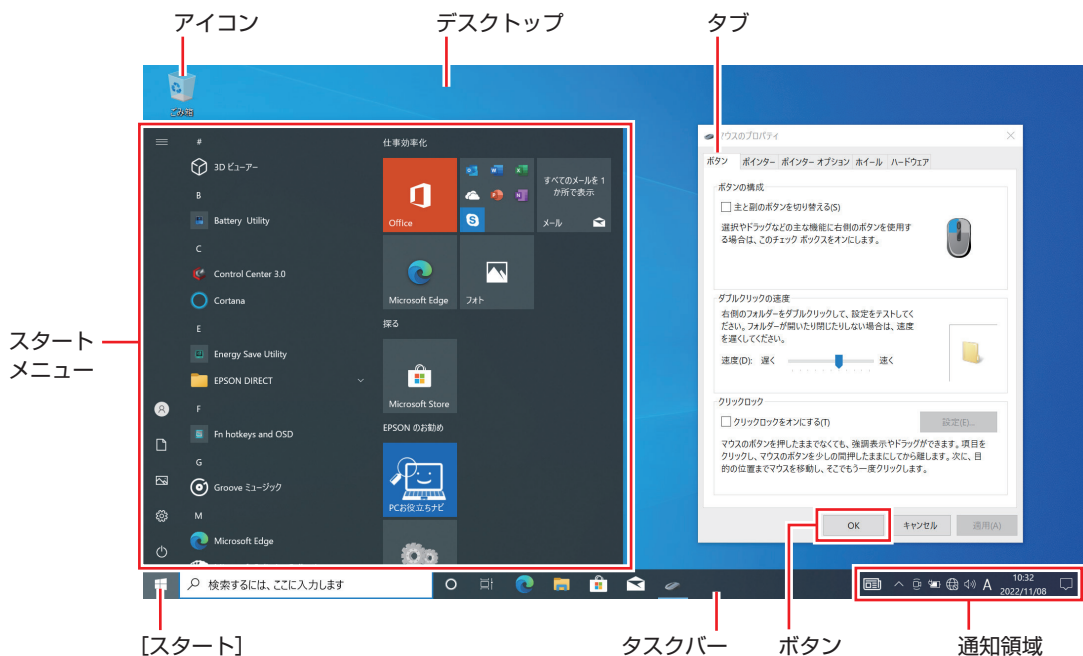 アイコン
デスクトップ
タブ
ごみ箱
スタート
メニュー
#
3D ビューアー
B
Battery Utility
C
Control Center 3.0
Cortana
E
Energy Save Utility
EPSON DIRECT
F
Fn hotkeys and OSD
G
Groove ミュージック
M
Microsoft Edge
仕事効率化
Office
すべてのメールを 1
か所で表示
メール
Microsoft Edge
フォト
探る
Microsoft Store
EPSON のお勧め
PCお役立ちナビ
マウスのプロパティ
ボタン ポインター ポインター オプション ホイール ハードウェア
ボタンの構成
主と副のボタンを切り替える(S)
選択やドラッグなどの主な機能に右側のボタンを使用す
る場合は、このチェック ボックスをオンにします。
ダブルクリックの速度
右側のフォルダーをダブルクリックして、設定をテストしてく
ださい。フォルダーが開いたり閉じたりしない場合は、速度
を遅くしてください。
速度(D): 遅く 速く
クリックロック
クリックロックをオンにする(T)
設定(E)...
マウスのボタンを押したままでなくても、強調表示やドラッグができます。項目を
クリックし、マウスのボタンを少しの間押したままにしてから離します。次に、目
的の位置までマウスを移動し、そこでもう一度クリックします。
OK キャンセル 適用(A)
検索するには、ここに入力します
A
10:32
2022/11/08
[スタート]
タスクバー
ボタン
通知領域